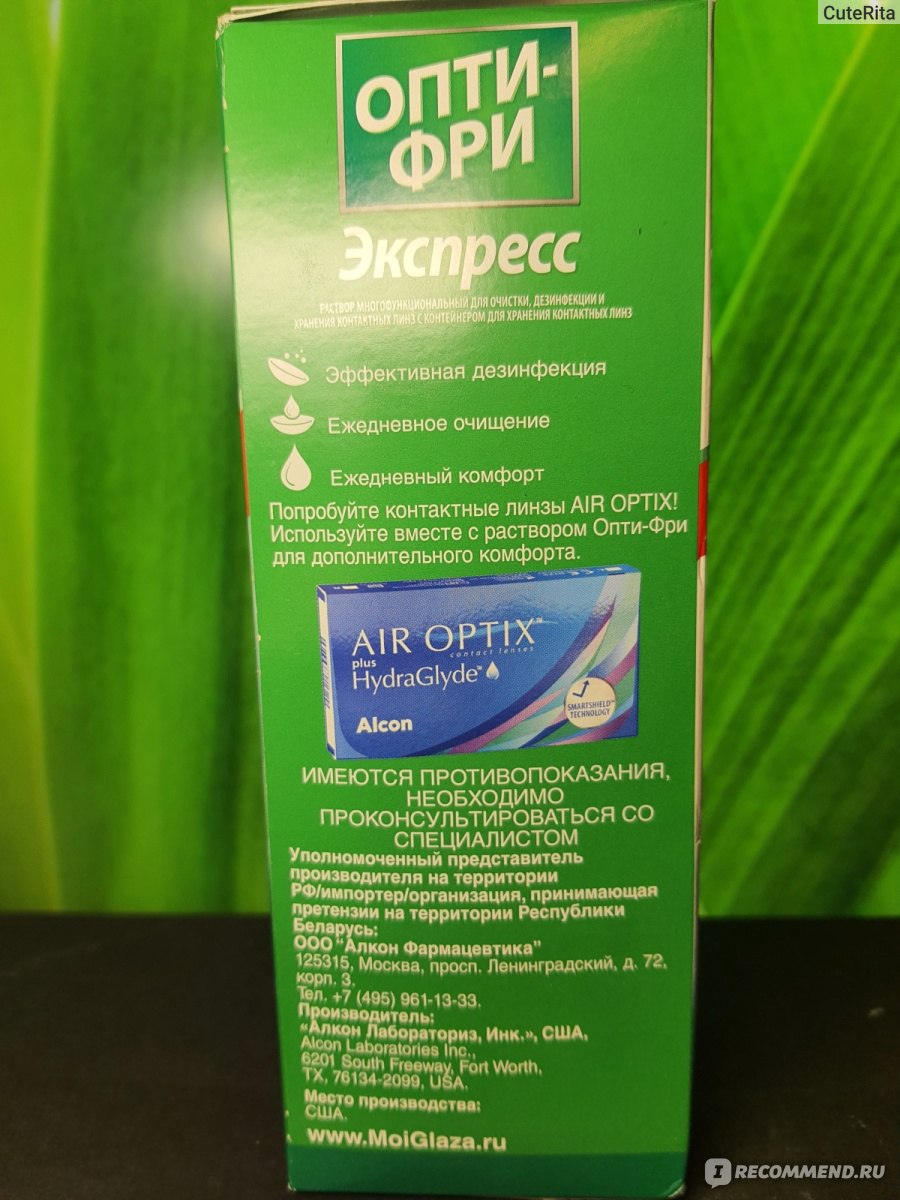 CuteRita
ОПТИ-
ФРИ
Экспресс
РАСТВОР МНОГОФУНКЦИОНАЛЬНЫЙ ДЛЯ ОЧИСТКИ, ДЕЗИНФЕКЦИИ И
ХРАНЕНИЯ КОНТАКТНЫХ ЛИНЗ С КОНТЕЙНЕРОМ ДЛЯ ХРАНЕНИЯ КОНТАКТНЫХ ЛИНЗ
Эффективная дезинфекция
Ежедневное очищение
Ежедневный комфорт
Попробуйте контактные линзы AIR OPTIX!
Используйте вместе с раствором Опти-Фри
для дополнительного комфорта.
AIR OPTIX™
contact lenses
plus
HydraGlyde™
SMARTSHIELD™
TECHNOLOGY
Alcon
ИМЕЮТСЯ ПРОТИВОПОКАЗАНИЯ,
НЕОБХОДИМО
ПРОКОНСУЛЬТИРОВАТЬСЯ СО
СПЕЦИАЛИСТОМ
Уполномоченный представитель
производителя на территории
РФ/импортер/организация, принимающая
претензии на территории Республики
Беларусь:
ООО "Алкон Фармацевтика"
125315, Москва, просп. Ленинградский, д. 72,
корп. 3.
Тел. +7 (495) 961-13-33.
Производитель:
«Алкон Лабораториз, Инк.», США,
Alcon Laboratories Inc.,
6201 South Freeway, Fort Worth,
TX, 76134-2099, USA.
Место производства:
США.
www.MoiGlaza.ru
I RECOMMEND.RU